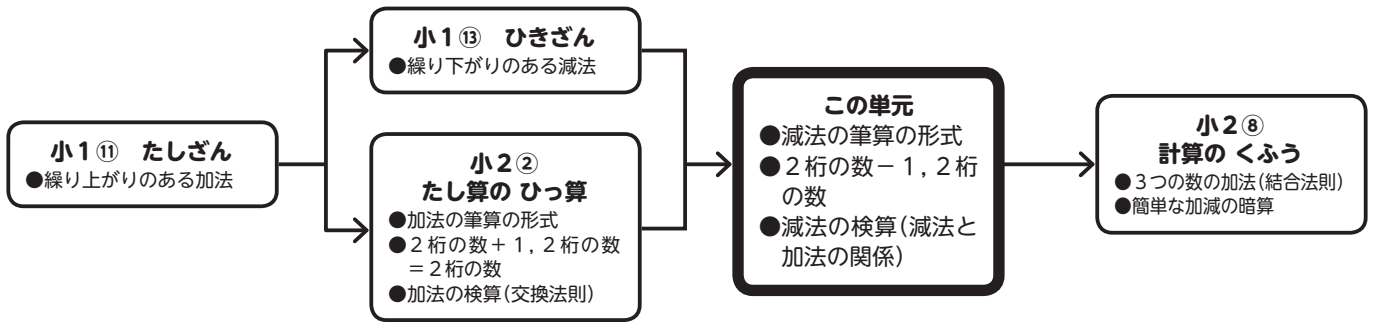 小1⑪ たしざん
●繰り上がりのある加法
小1⑬ ひきざん
●繰り下がりのある減法
小2②
たし算の ひっ算
●加法の筆算の形式
●2桁の数+1，2桁の数
=2桁の数
●加法の検算(交換法則)
この単元
●減法の筆算の形式
●2桁の数-1，2桁
の数
●減法の検算(減法と
加法の関係)
小2⑧
計算の くふう
●3つの数の加法(結合法則)
●簡単な加減の暗算